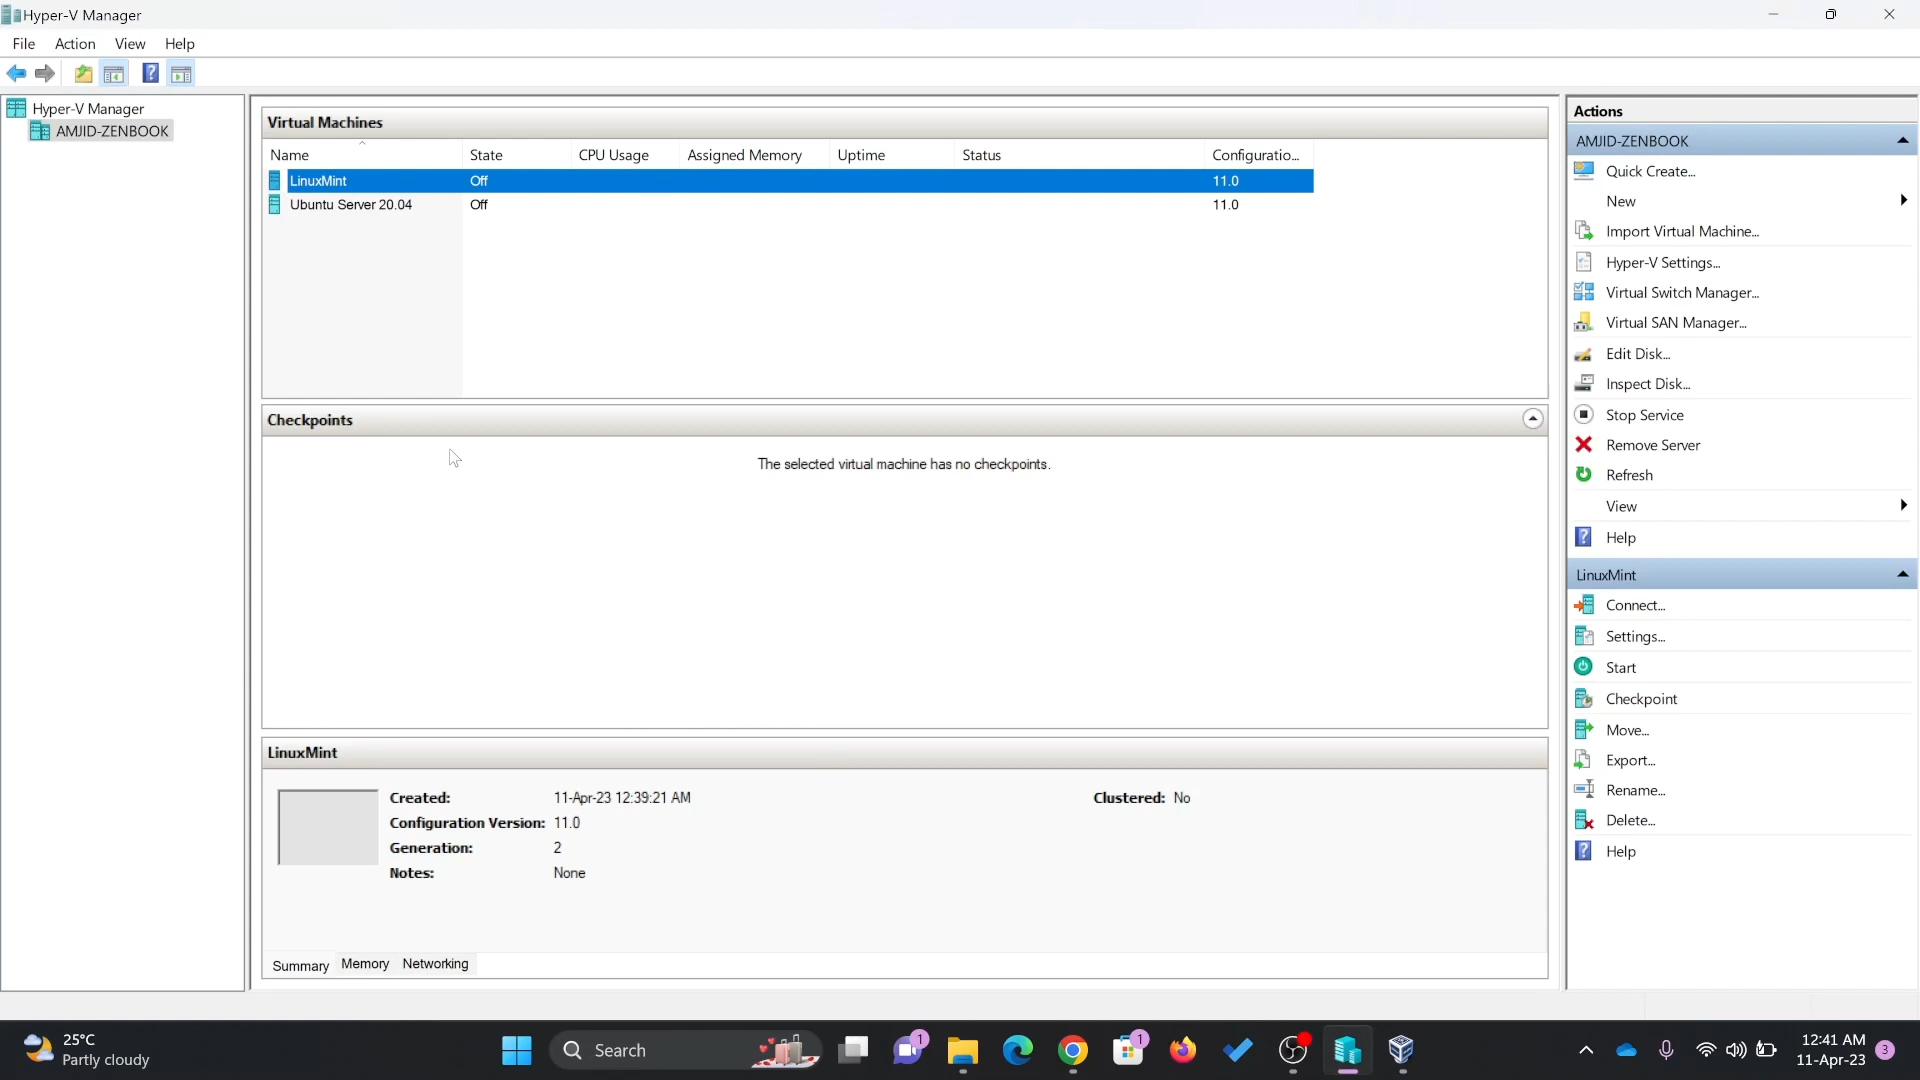 Hyper-V Manager
File Action View Help
Hyper-V Manager
AMJID-ZENBOOK
Virtual Machines
Name State CPU Usage Assigned Memory Uptime Status Configuratio...
LinuxMint Off 11.0
Ubuntu Server 20.04 Off 11.0
Checkpoints
The selected virtual machine has no checkpoints.
LinuxMint
Created: 11-Apr-23 12:39:21 AM Clustered: No
Configuration Version: 11.0
Generation: 2
Notes: None
Summary Memory Networking
Actions
AMJID-ZENBOOK
Quick Create...
New
Import Virtual Machine...
Hyper-V Settings...
Virtual Switch Manager...
Virtual SAN Manager...
Edit Disk...
Inspect Disk...
Stop Service
Remove Server
Refresh
View
Help
LinuxMint
Connect...
Settings...
Start
Checkpoint
Move...
Export...
Rename...
Delete...
Help
25°C
Partly cloudy
Search
1
1
12:41 AM
11-Apr-23
3